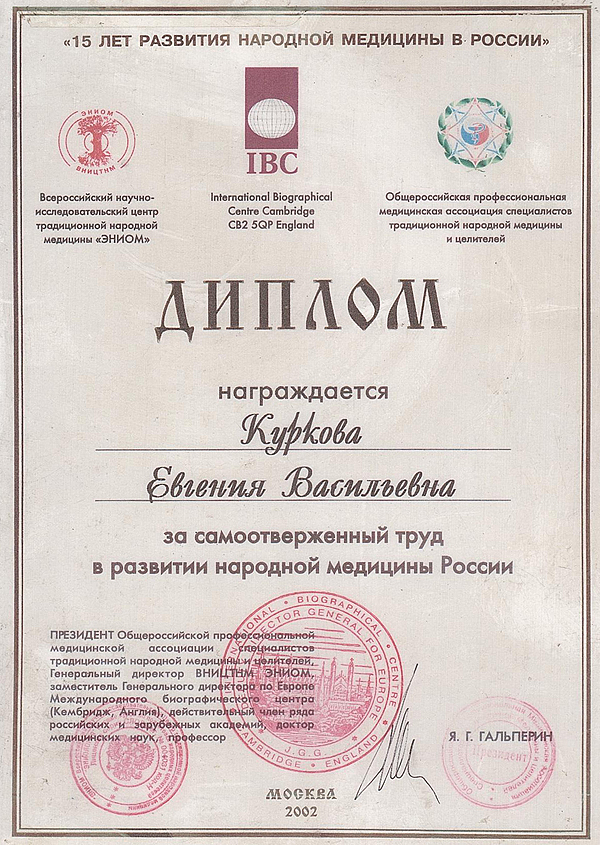 «15 ЛЕТ РАЗВИТИЯ НАРОДНОЙ МЕДИЦИНЫ В РОССИИ»
ЭНИОМ
ВНИЦТНМ
IBC
Всероссийский научно-
исследовательский центр
традиционной народной
медицины «ЭНИОМ»
International Biographical
Centre Cambridge
CB2 5QP England
Общероссийская профессиональная
медицинская ассоциация специалистов
традиционной народной медицины
и целителей
ДИПЛОМ
награждается
Куркова
Евгения Васильевна
за самоотверженный труд
в развитии народной медицины России
ПРЕЗИДЕНТ Общероссийской профессиональной
медицинской ассоциации специалистов
традиционной народной медицины и целителей,
Генеральный директор ВНИЦТНМ ЭНИОМ,
заместитель Генерального директора по Европе
Международного биографического центра
(Кембридж, Англия), действительный член ряда
российских и зарубежных академий, доктор
медицинских наук, профессор
INTERNATIONAL • BIOGRAPHICAL • CENTRE •
CAMBRIDGE • ENGLAND
DIRECTOR GENERAL FOR EUROPE
J.G.G.
Я. Г. ГАЛЬПЕРИН
Президент
МОСКВА
2002